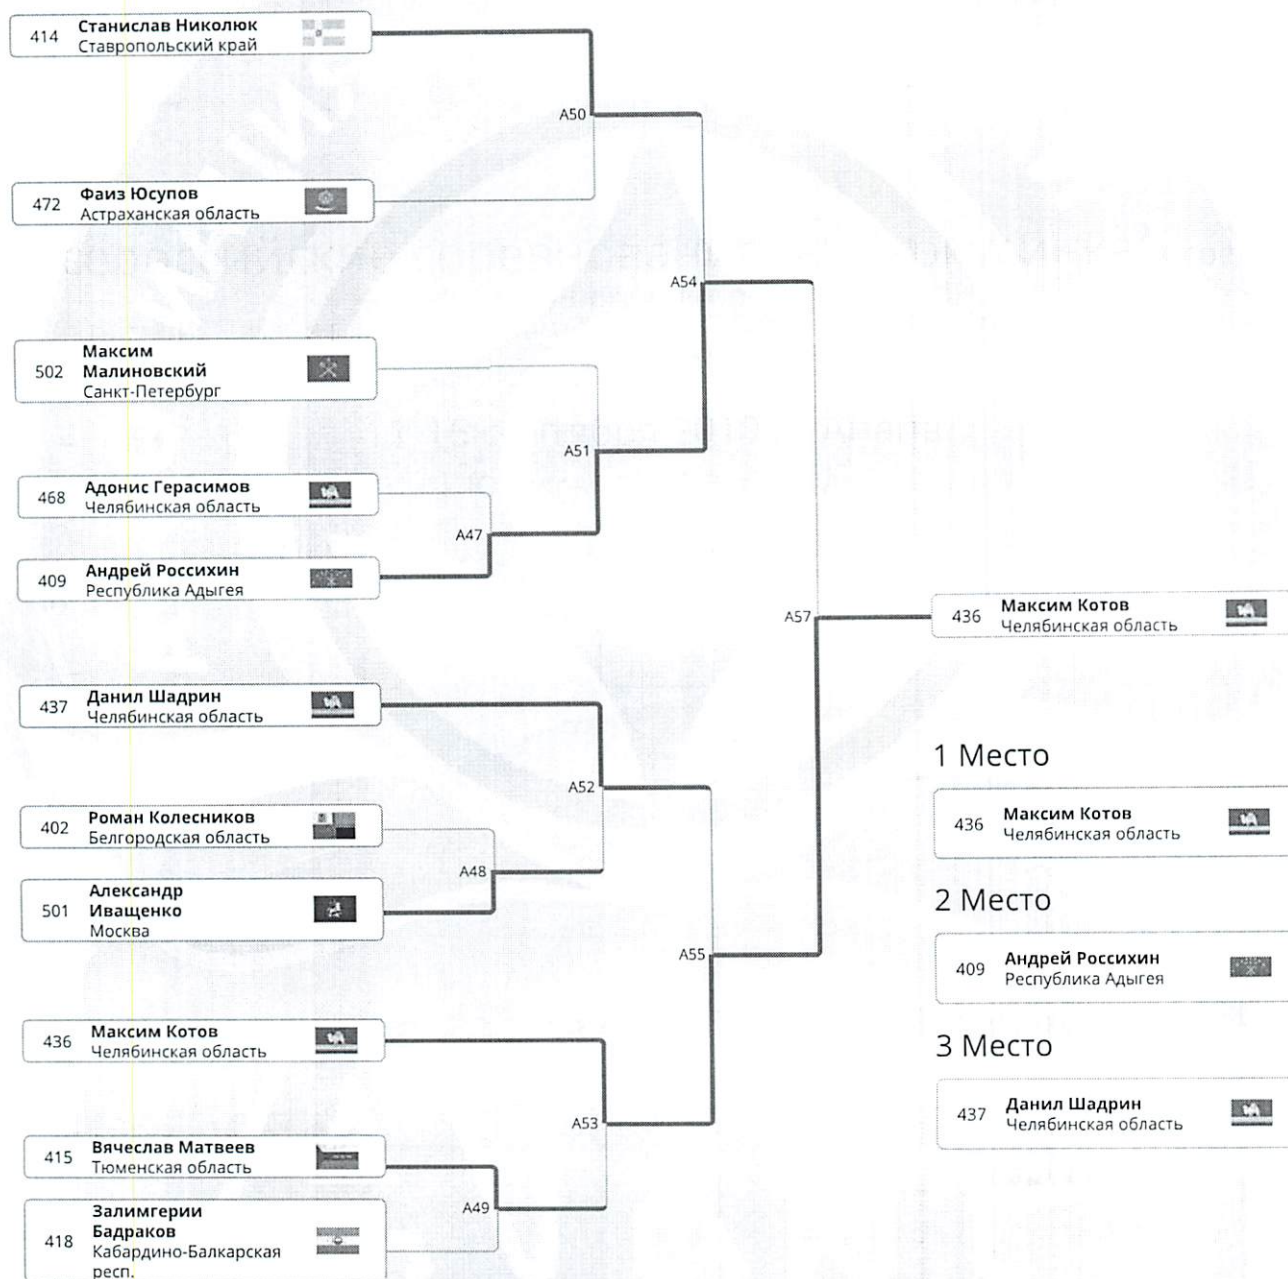 414 Станислав Николюк
Ставропольский край
A50
472 Фаиз Юсупов
Астраханская область
A54
502 Максим
Малиновский
Санкт-Петербург
A51
468 Адонис Герасимов
Челябинская область
A47
409 Андрей Россихин
Республика Адыгея
A57
436 Максим Котов
Челябинская область
437 Данил Шадрин
Челябинская область
A52
402 Роман Колесников
Белгородская область
A48
501 Александр
Иващенко
Москва
A55
436 Максим Котов
Челябинская область
A53
415 Вячеслав Матвеев
Тюменская область
A49
418 Залимгерии
Бадраков
Кабардино-Балкарская
респ.
1 Место
436 Максим Котов
Челябинская область
2 Место
409 Андрей Россихин
Республика Адыгея
3 Место
437 Данил Шадрин
Челябинская область